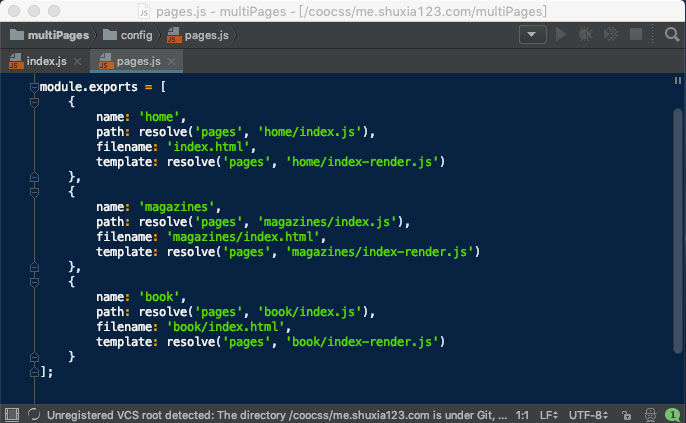 pages.js - multiPages - [/coocss/me.shuxia123.com/multiPages]
multiPages config pages.js
JS index.js JS pages.js
module.exports = [
    {
        name: 'home',
        path: resolve('pages', 'home/index.js'),
        filename: 'index.html',
        template: resolve('pages', 'home/index-render.js')
    },
    {
        name: 'magazines',
        path: resolve('pages', 'magazines/index.js'),
        filename: 'magazines/index.html',
        template: resolve('pages', 'magazines/index-render.js')
    },
    {
        name: 'book',
        path: resolve('pages', 'book/index.js'),
        filename: 'book/index.html',
        template: resolve('pages', 'book/index-render.js')
    }
];
Unregistered VCS root detected: The directory /coocss/me.shuxia123.com is under Git, ... 1:1 LF UTF-8 1